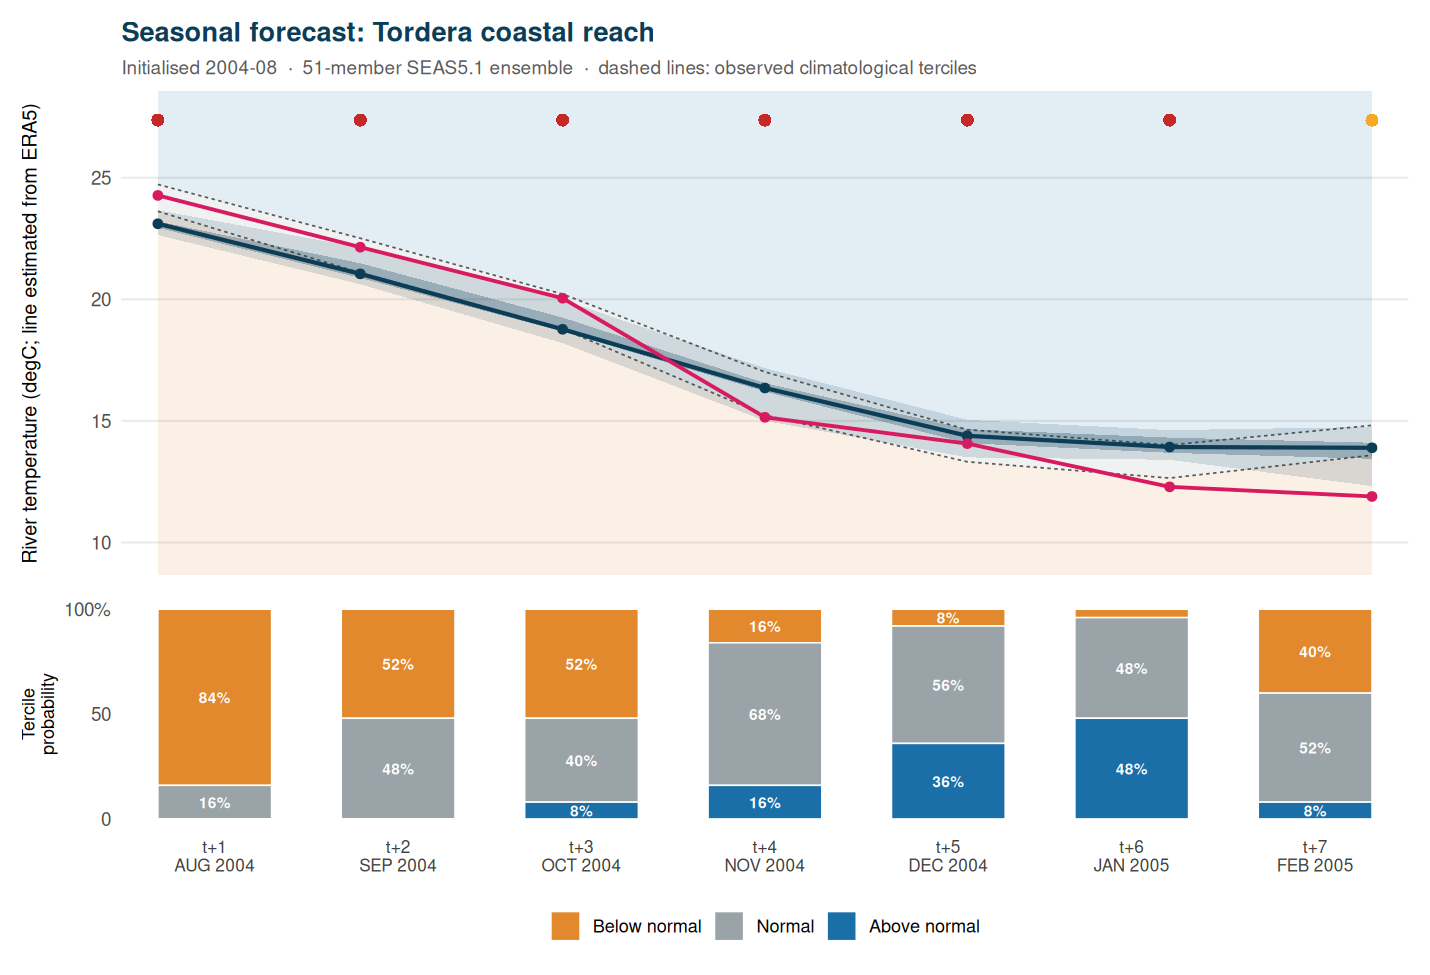 Seasonal forecast: Tordera coastal reach
Initialised 2004-08 · 51-member SEAS5.1 ensemble · dashed lines: observed climatological terciles
River temperature (degC; line estimated from ERA5)
25
20
15
10
Tercile
probability
100%
50
0
84%
16%
52%
48%
52%
40%
8%
16%
68%
16%
8%
56%
36%
48%
48%
40%
52%
8%
t+1
AUG 2004
t+2
SEP 2004
t+3
OCT 2004
t+4
NOV 2004
t+5
DEC 2004
t+6
JAN 2005
t+7
FEB 2005
Below normal
Normal
Above normal